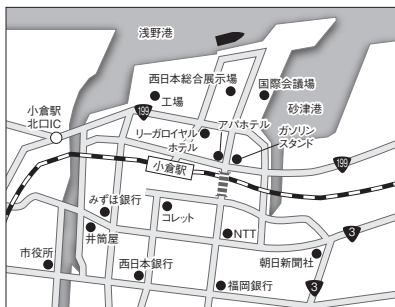 浅野港
西日本総合展示場
国際会議場
工場
小倉駅
北口IC
199
砂津港
アパホテル
リーガロイヤル
ホテル
ガソリン
スタンド
199
小倉駅
みずほ銀行
コレット
井筒屋
NTT
3
市役所
西日本銀行
朝日新聞社
3
福岡銀行